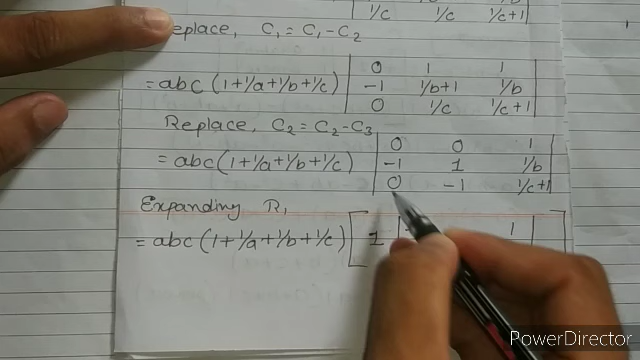 1/c 1/c 1/c+1
eplace, C₁ = C₁-C₂
0 1 1
= abc (1+1/a+1/b+1/c) -1 1/b+1 1/b
0 1/c 1/c+1
Replace, C₂ = C₂-C₃
0 0 1
= abc (1+1/a+1/b+1/c) -1 1 1/b
0 -1 1/c+1
Expanding R₁
= abc (1+1/a+1/b+1/c) [ 1 1 ]
PowerDirector